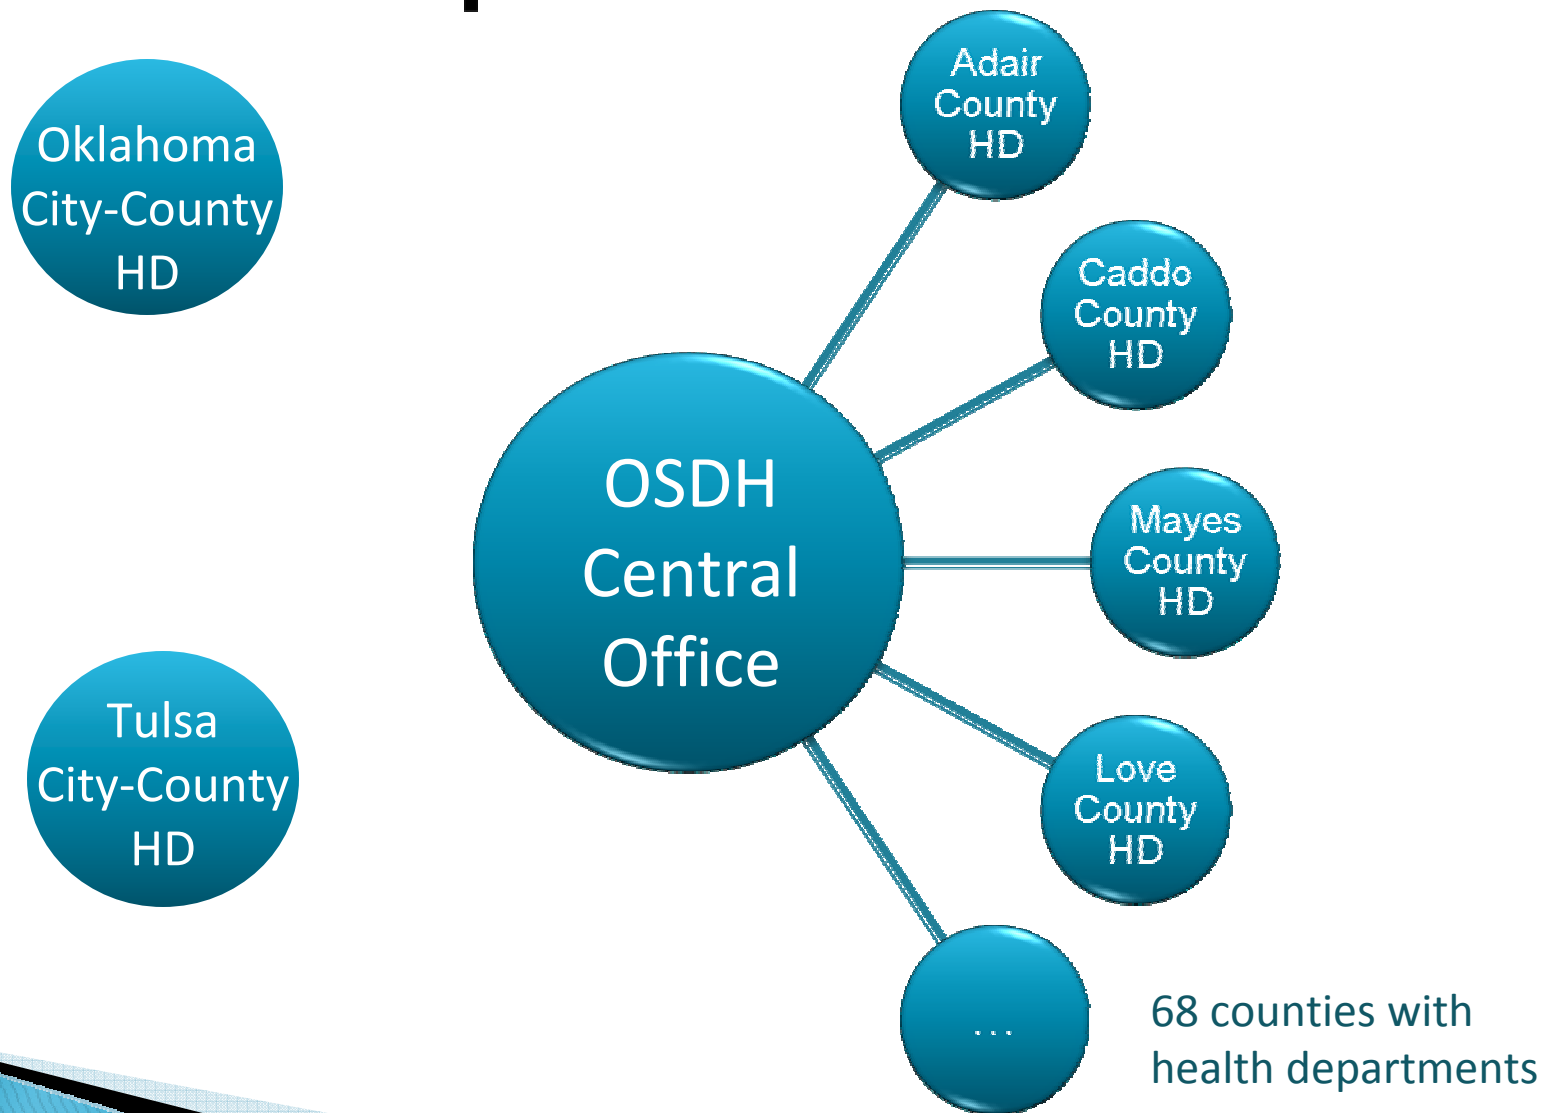 Oklahoma
City-County
HD
Tulsa
City-County
HD
OSDH
Central
Office
Adair
County
HD
Caddo
County
HD
Mayes
County
HD
Love
County
HD
...
68 counties with
health departments